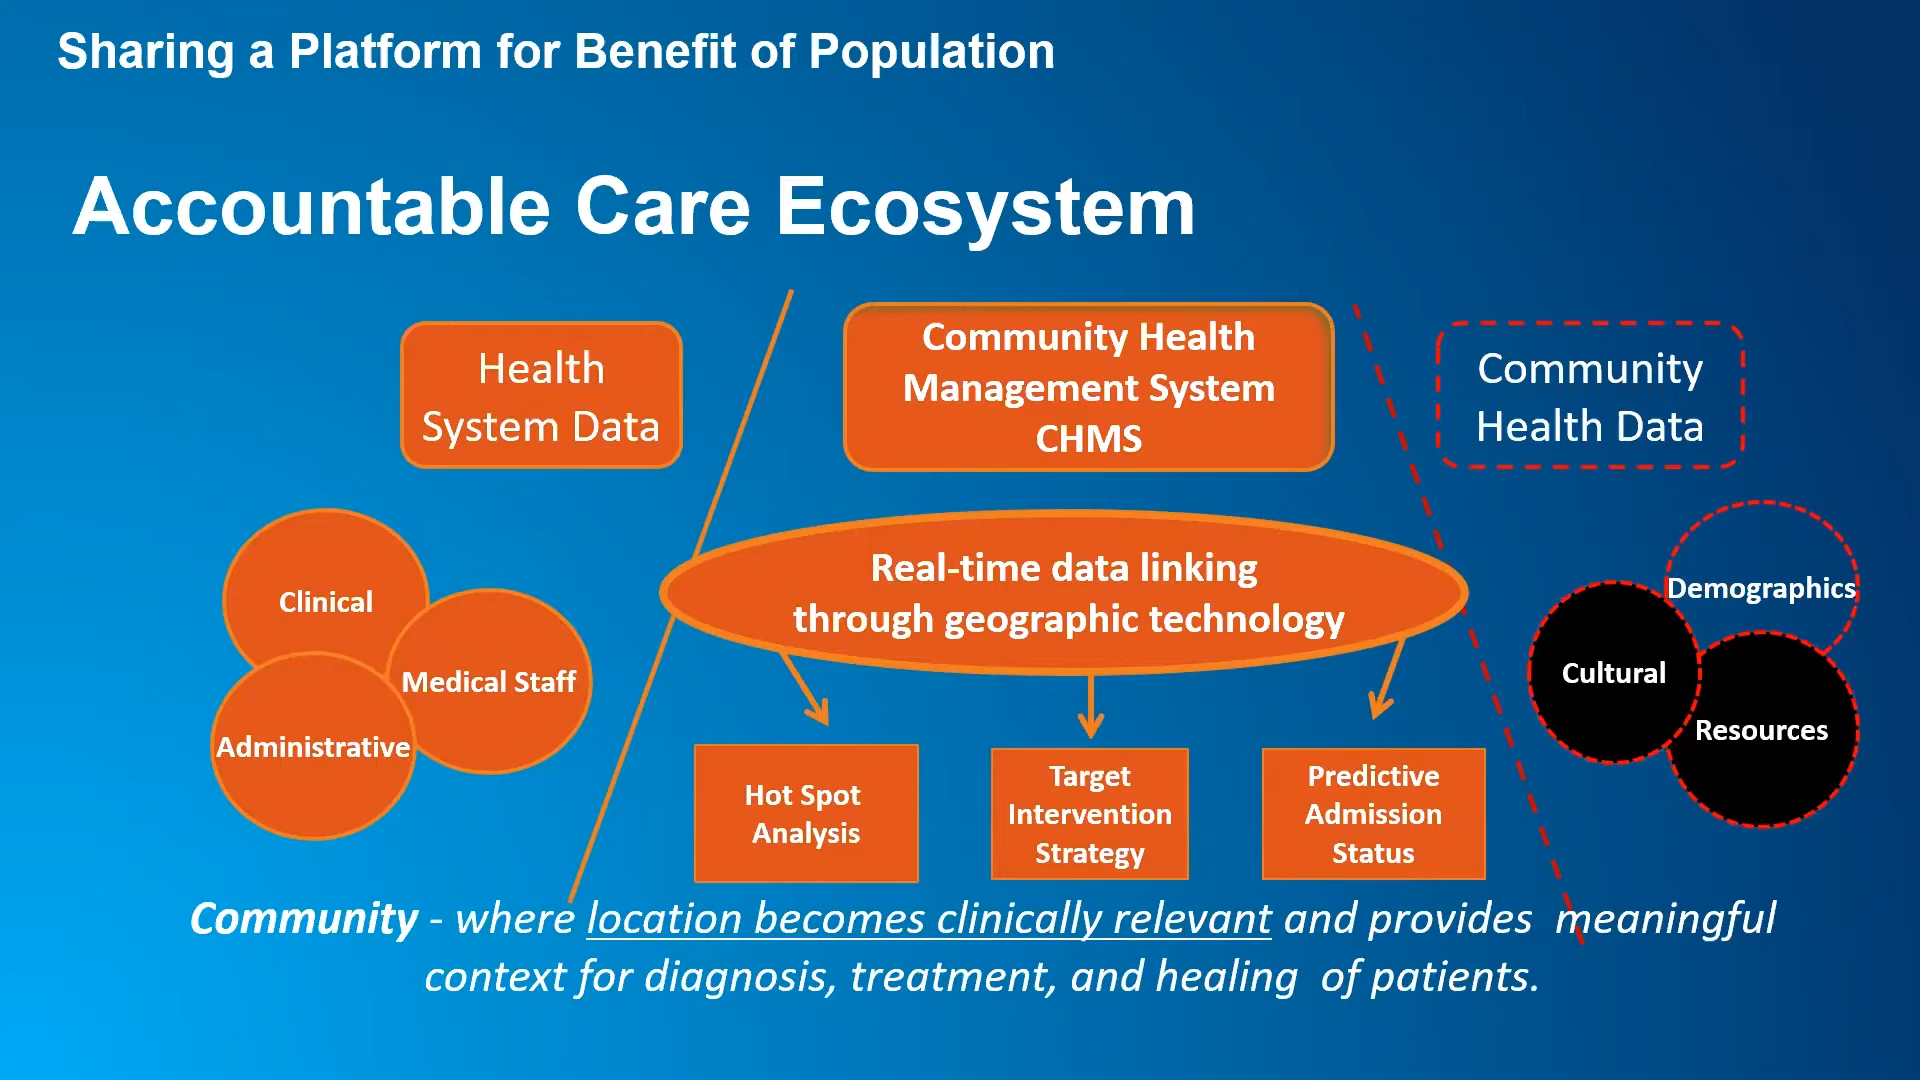 Sharing a Platform for Benefit of Population
Accountable Care Ecosystem
Health
System Data
Community Health
Management System
CHMS
Community
Health Data
Clinical
Medical Staff
Administrative
Real-time data linking
through geographic technology
Demographics
Cultural
Resources
Hot Spot
Analysis
Target
Intervention
Strategy
Predictive
Admission
Status
Community - where location becomes clinically relevant and provides meaningful
context for diagnosis, treatment, and healing of patients.